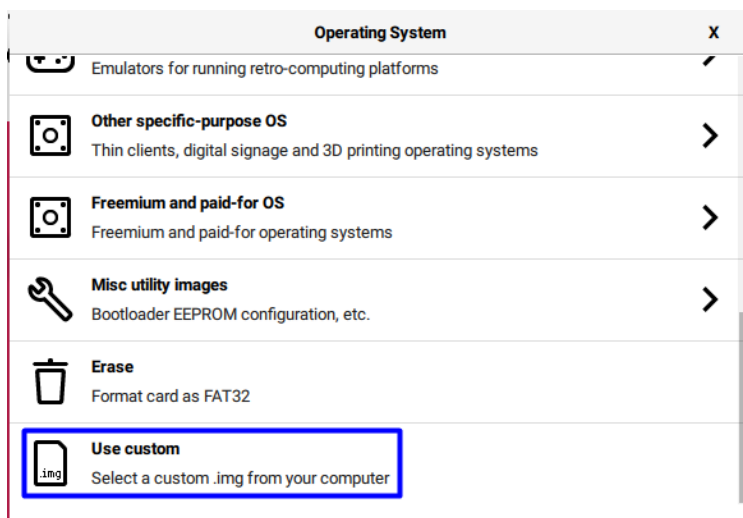 Operating System X
Emulators for running retro-computing platforms
Other specific-purpose OS
Thin clients, digital signage and 3D printing operating systems
Freemium and paid-for OS
Freemium and paid-for operating systems
Misc utility images
Bootloader EEPROM configuration, etc.
Erase
Format card as FAT32
Use custom
.img
Select a custom .img from your computer